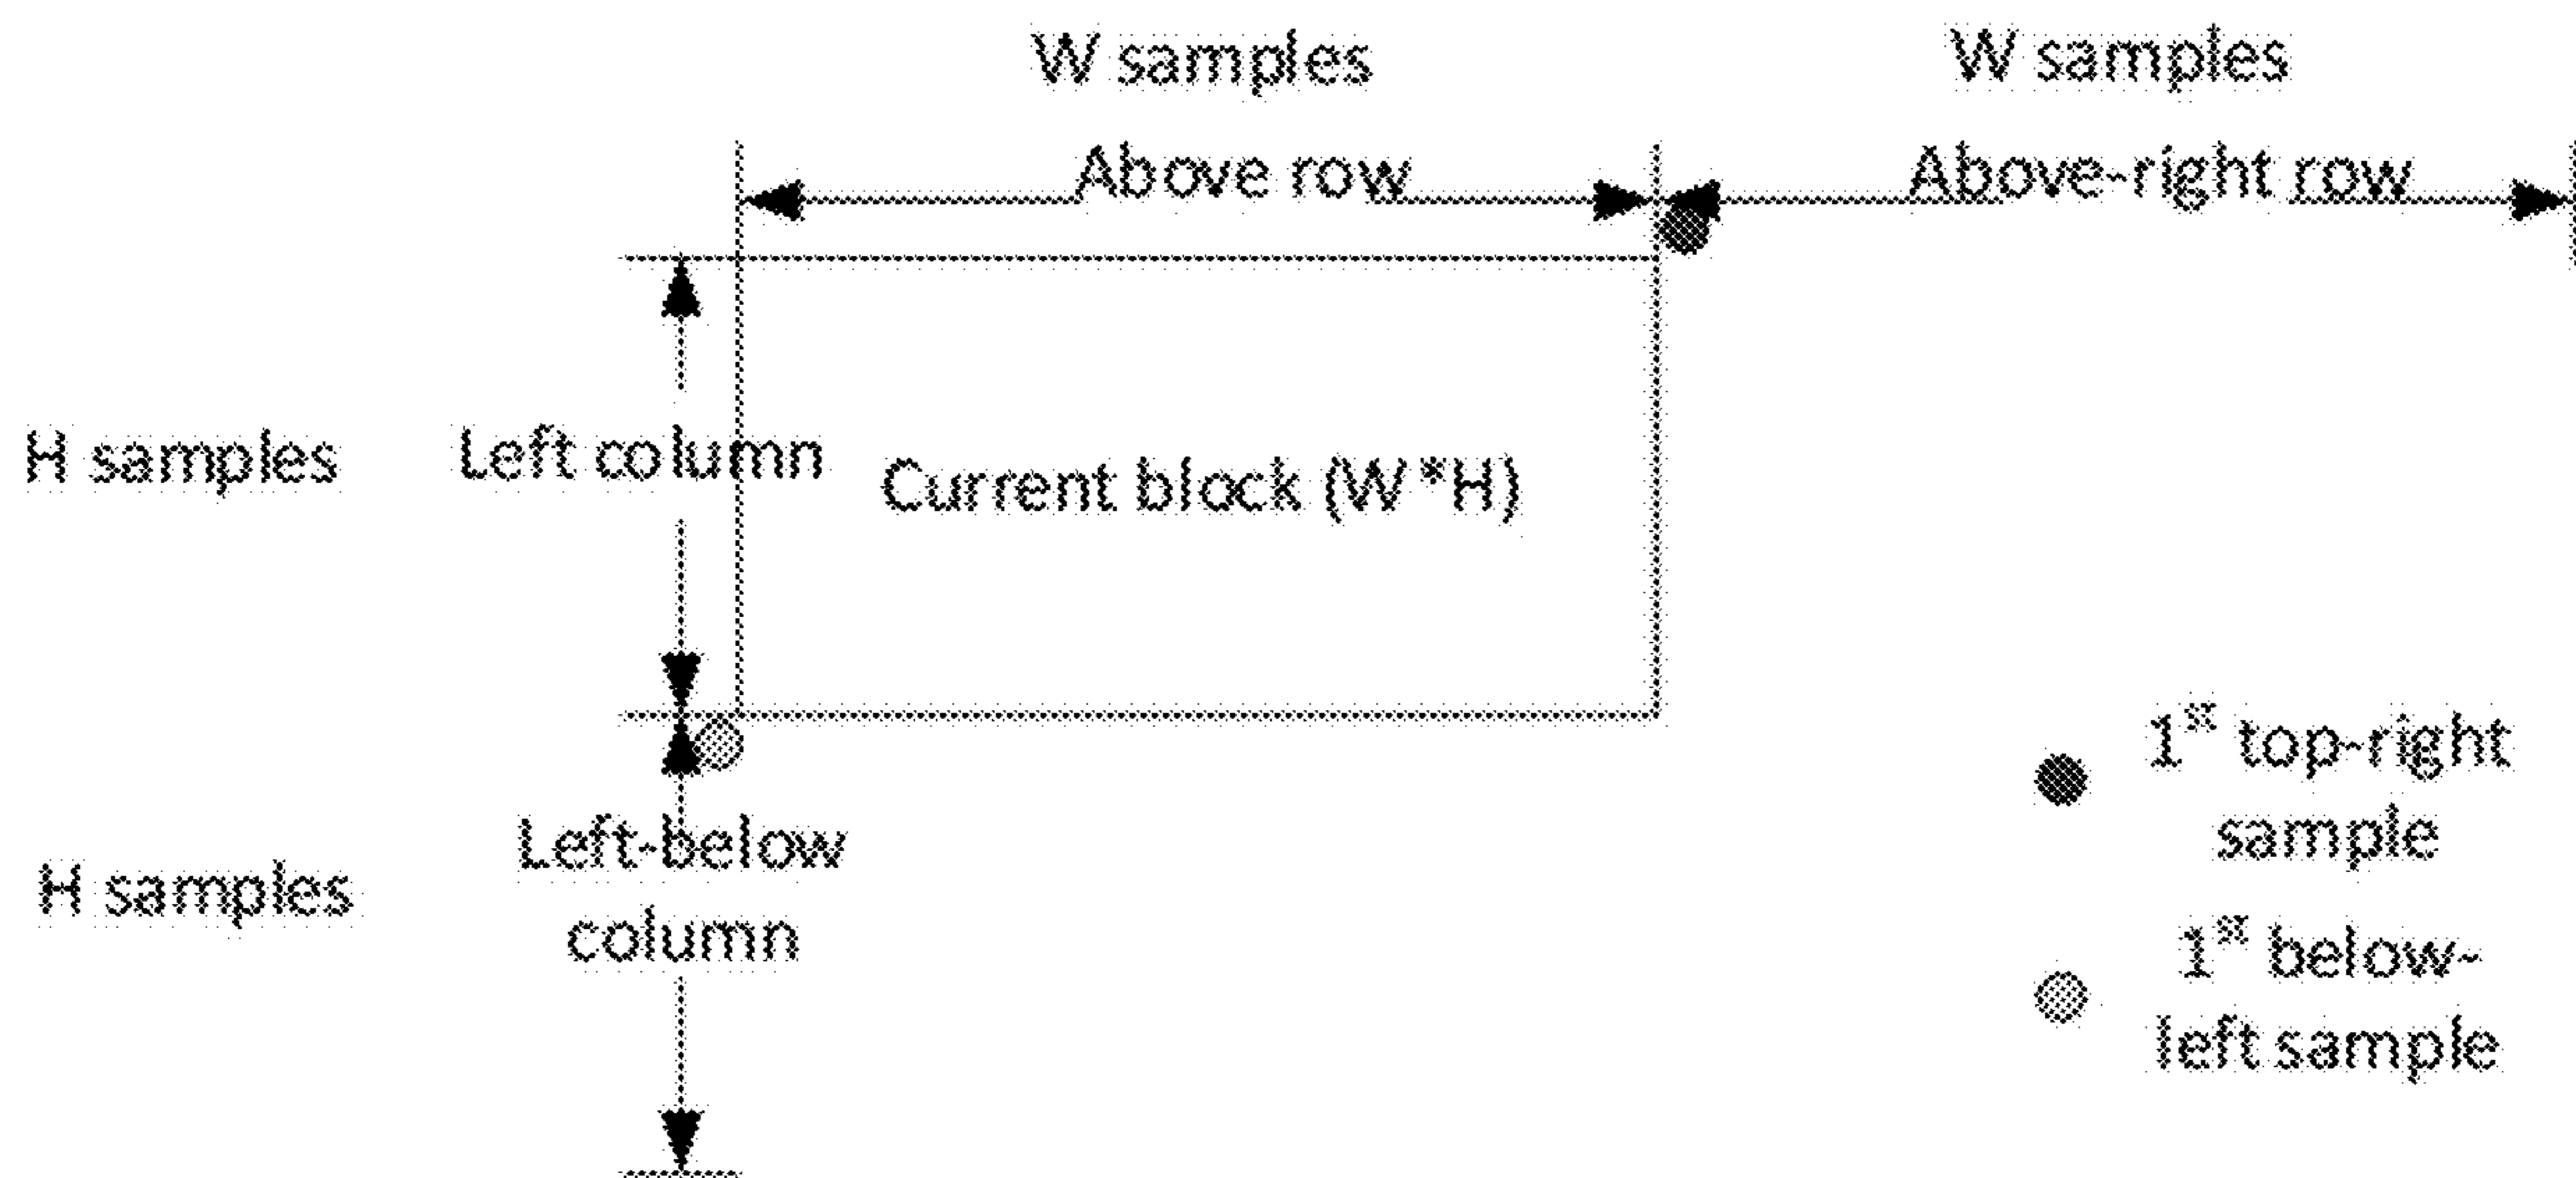 W samples
W samples
Above row
Above-right row
H samples
Left column
Current block (W*H)
1st top-right
sample
Left-below
column
H samples
1st below-
left sample